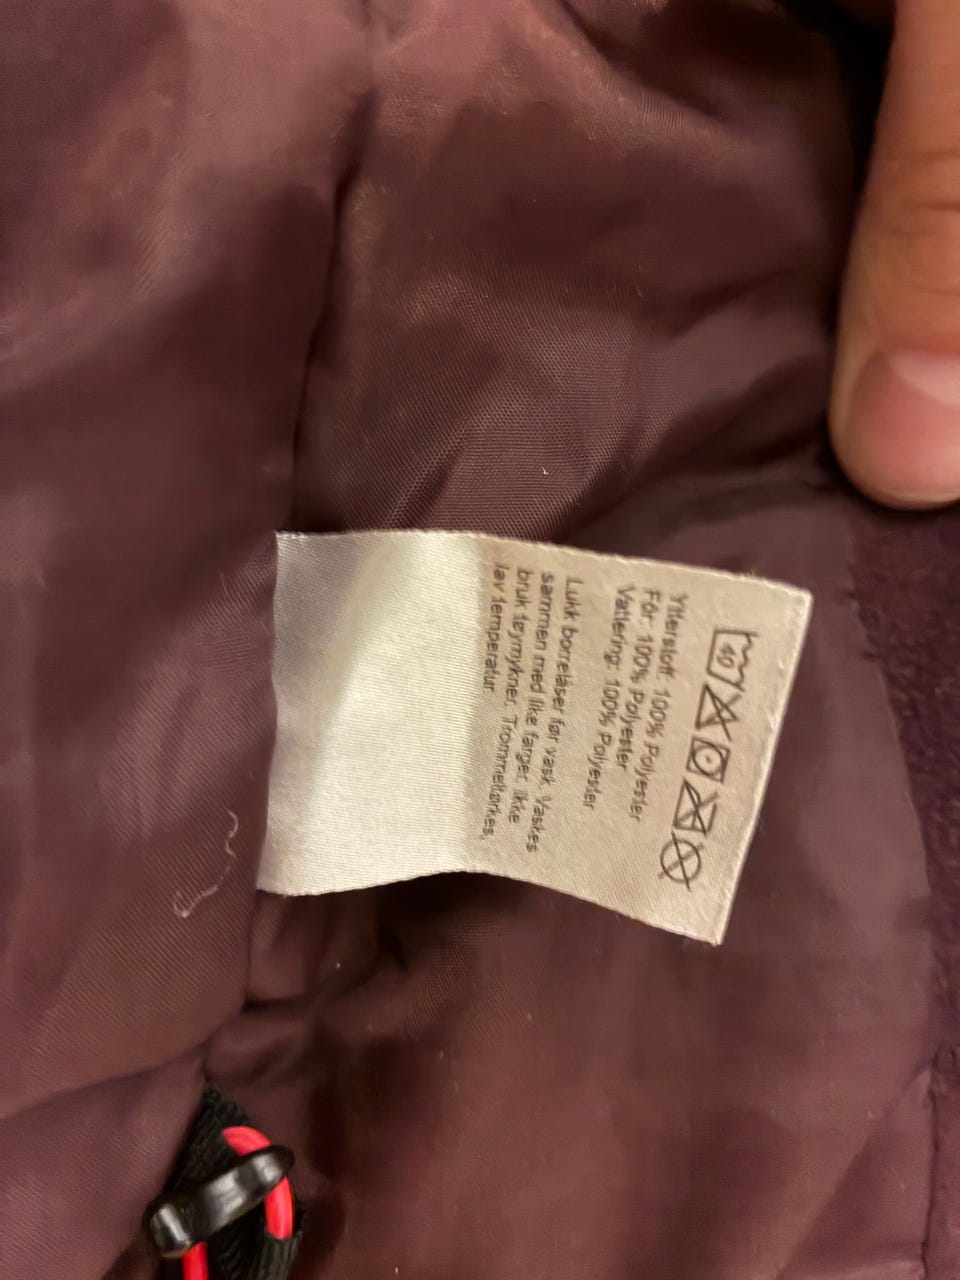 40
Ytterstoff: 100% Polyester
Fôr: 100% Polyester
Vattering: 100% Polyester
Lukk borrelåser før vask. Vaskes
sammen med like farger, ikke
bruk tøymykner. Trommeltørkes,
lav temperatur.